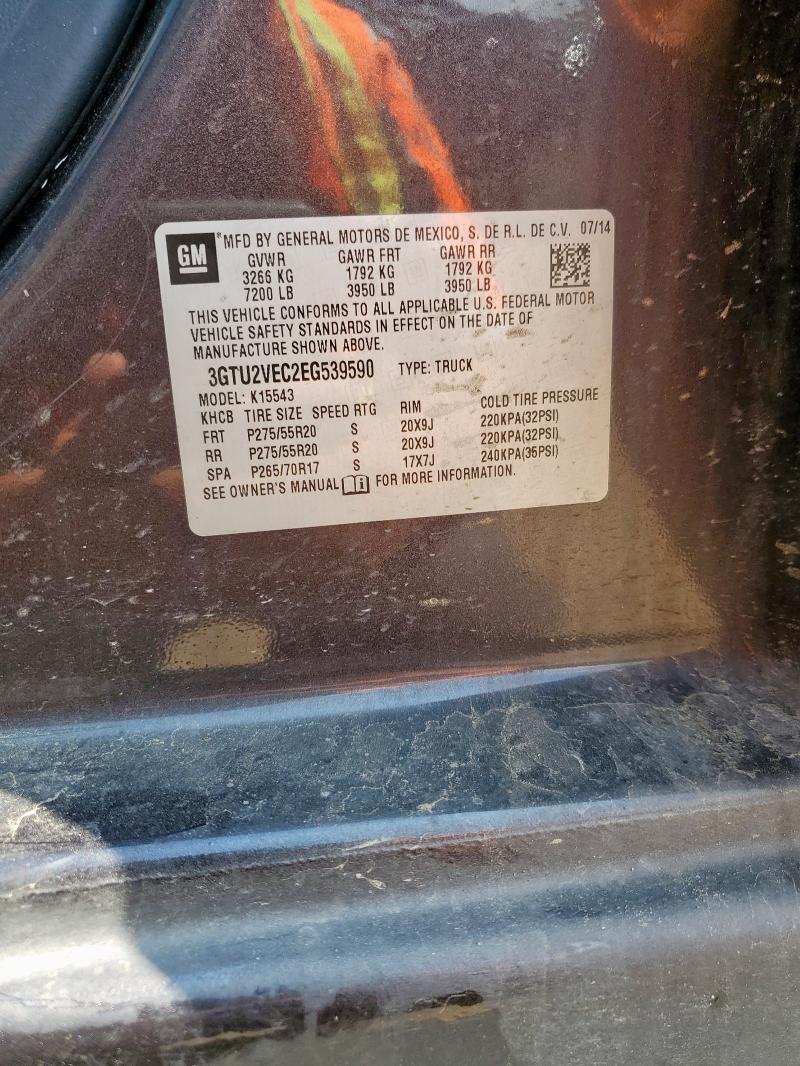 GM ® MFD BY GENERAL MOTORS DE MEXICO, S. DE R.L. DE C.V. 07/14
GVWR GAWR FRT GAWR RR
3266 KG 1792 KG 1792 KG
7200 LB 3950 LB 3950 LB
THIS VEHICLE CONFORMS TO ALL APPLICABLE U.S. FEDERAL MOTOR
VEHICLE SAFETY STANDARDS IN EFFECT ON THE DATE OF
MANUFACTURE SHOWN ABOVE.
3GTU2VEC2EG539590 TYPE: TRUCK
MODEL: K15543
KHCB TIRE SIZE SPEED RTG RIM COLD TIRE PRESSURE
FRT P275/55R20 S 20X9J 220KPA(32PSI)
RR P275/55R20 S 20X9J 220KPA(32PSI)
SPA P265/70R17 S 17X7J 240KPA(35PSI)
SEE OWNER'S MANUAL FOR MORE INFORMATION.